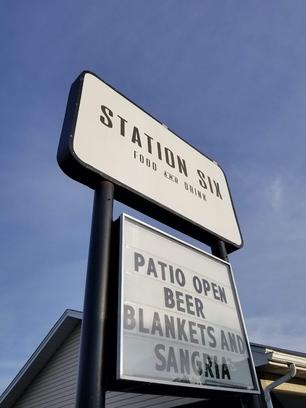 STATION SIX
FOOD AND DRINK
PATIO OPEN
BEER
BLANKETS AND
SANGRIA